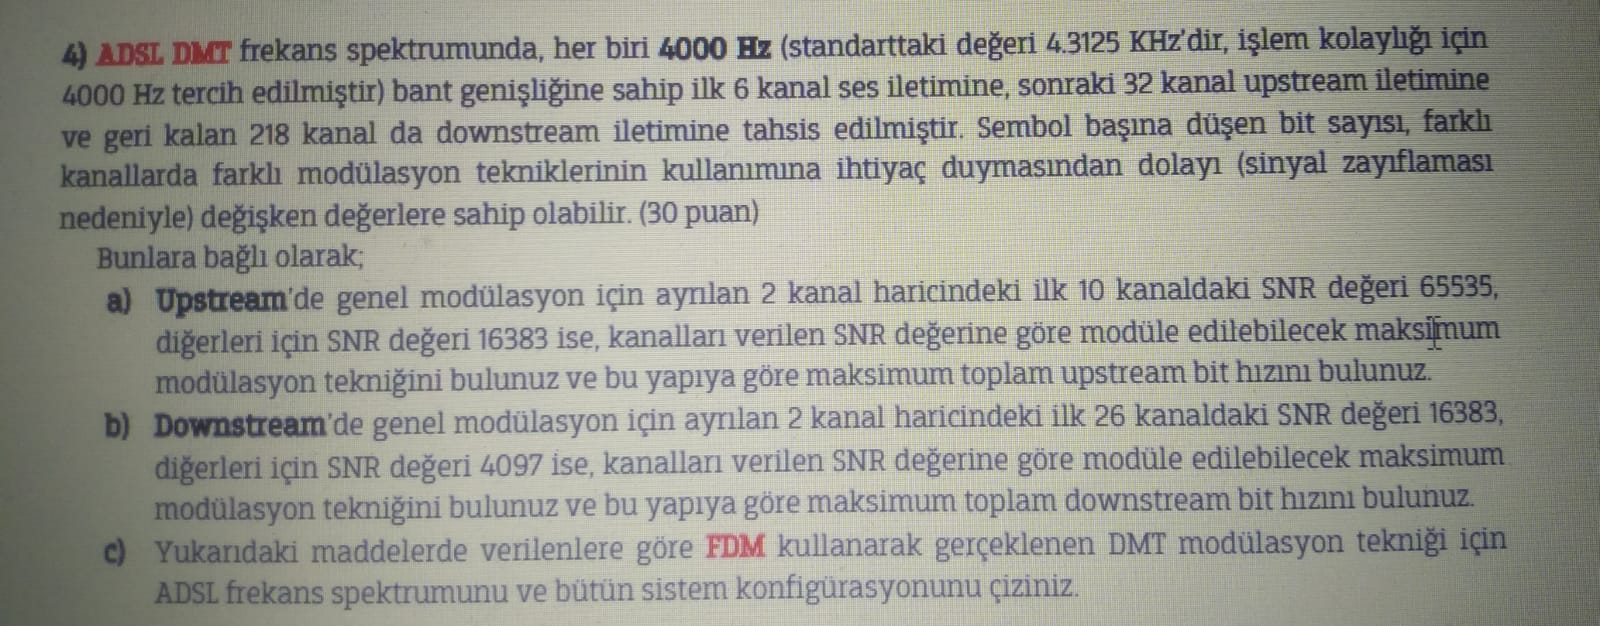 4) ADSL DMT frekans spektrumunda, her biri 4000 Hz (standarttaki değeri 4.3125 KHz'dir, işlem kolaylığı için
4000 Hz tercih edilmiştir) bant genişliğine sahip ilk 6 kanal ses iletimine, sonraki 32 kanal upstream iletimine
ve geri kalan 218 kanal da downstream iletimine tahsis edilmiştir. Sembol başına düşen bit sayısı, farklı
kanallarda farklı modülasyon tekniklerinin kullanımına ihtiyaç duymasından dolayı (sinyal zayıflaması
nedeniyle) değişken değerlere sahip olabilir. (30 puan)
Bunlara bağlı olarak;
a) Upstream'de genel modülasyon için ayrılan 2 kanal haricindeki ilk 10 kanaldaki SNR değeri 65535,
diğerleri için SNR değeri 16383 ise, kanalları verilen SNR değerine göre modüle edilebilecek maksimum
modülasyon tekniğini bulunuz ve bu yapıya göre maksimum toplam upstream bit hızını bulunuz.
b) Downstream'de genel modülasyon için ayrılan 2 kanal haricindeki ilk 26 kanaldaki SNR değeri 16383,
diğerleri için SNR değeri 4097 ise, kanalları verilen SNR değerine göre modüle edilebilecek maksimum
modülasyon tekniğini bulunuz ve bu yapıya göre maksimum toplam downstream bit hızını bulunuz.
c) Yukarıdaki maddelerde verilenlere göre FDM kullanarak gerçeklenen DMT modülasyon tekniği için
ADSL frekans spektrumunu ve bütün sistem konfigürasyonunu çiziniz.